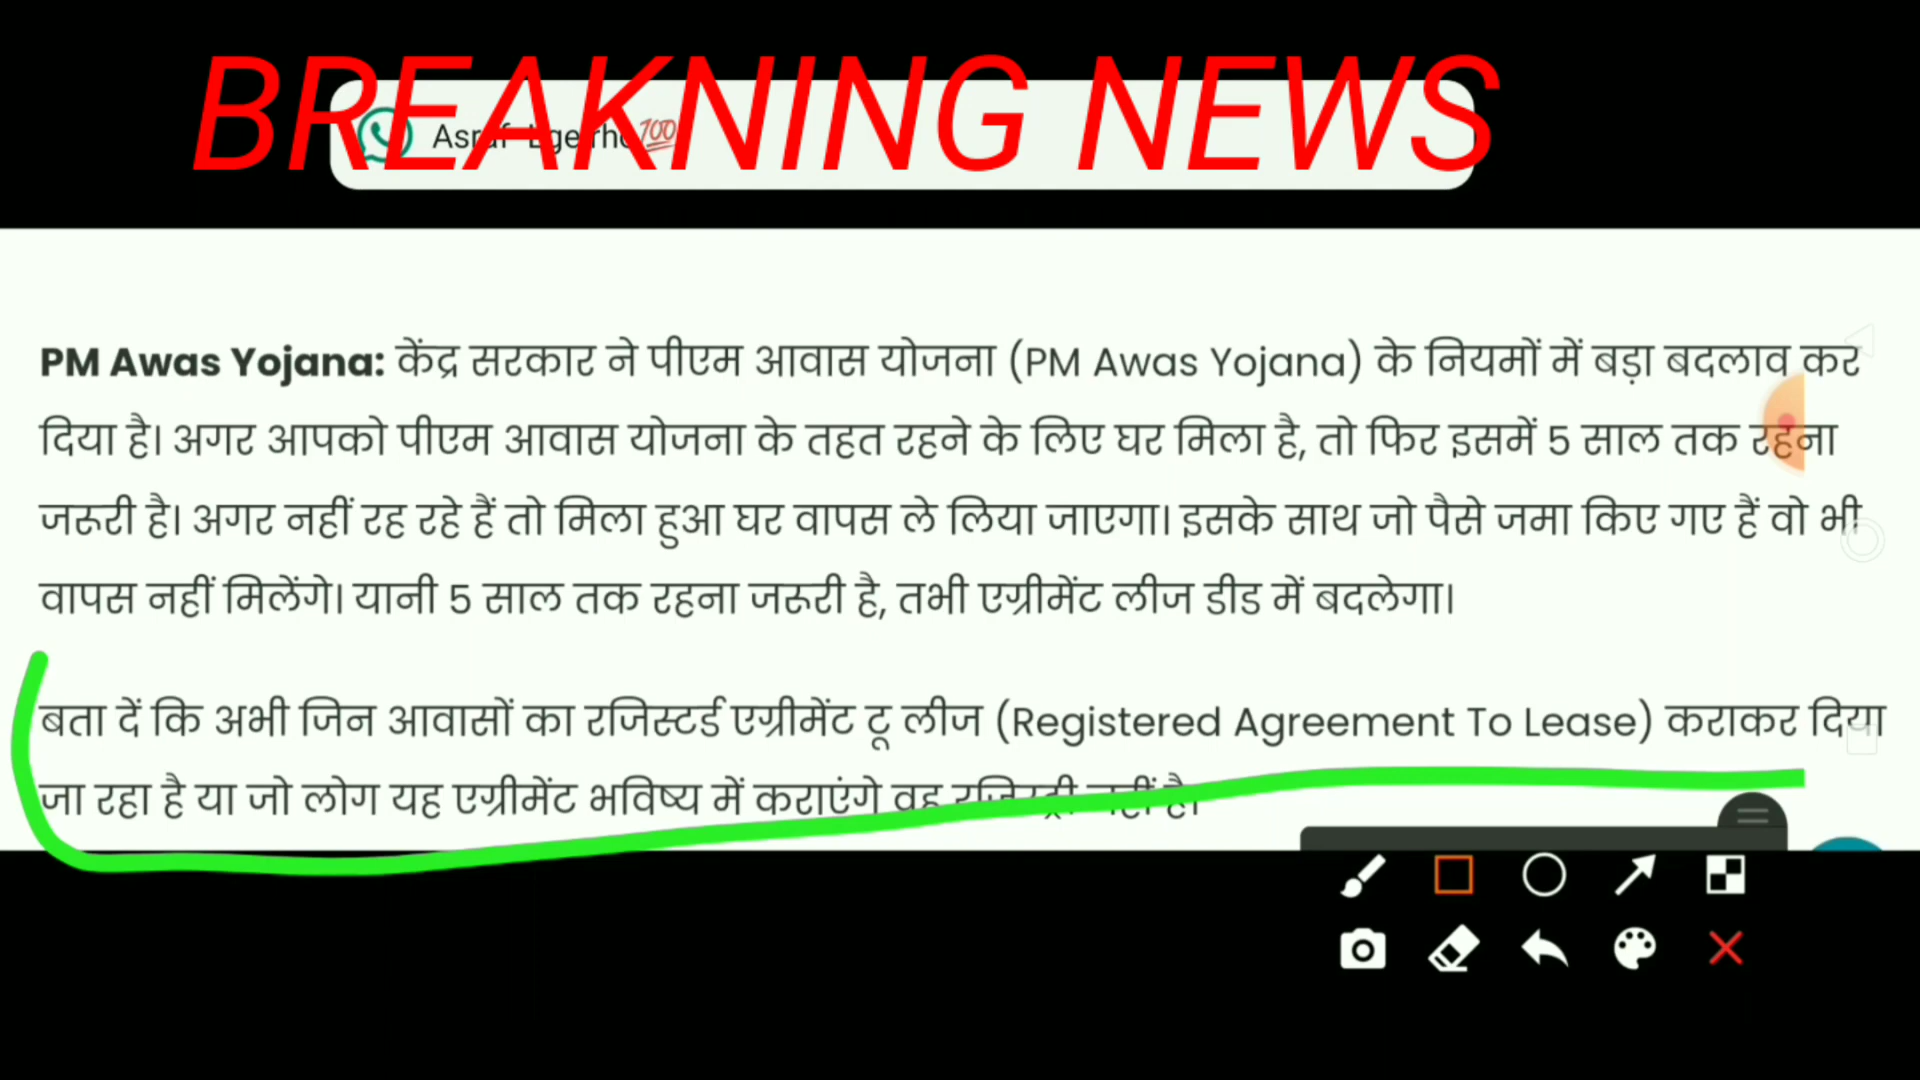 BREAKNING NEWS
PM Awas Yojana: केंद्र सरकार ने पीएम आवास योजना (PM Awas Yojana) के नियमों में बड़ा बदलाव कर
दिया है। अगर आपको पीएम आवास योजना के तहत रहने के लिए घर मिला है, तो फिर इसमें 5 साल तक रहना
जरूरी है। अगर नहीं रह रहे हैं तो मिला हुआ घर वापस ले लिया जाएगा। इसके साथ जो पैसे जमा किए गए हैं वो भी
वापस नहीं मिलेंगे। यानी 5 साल तक रहना जरूरी है, तभी एग्रीमेंट लीज डीड में बदलेगा।
बता दें कि अभी जिन आवासों का रजिस्टर्ड एग्रीमेंट टू लीज (Registered Agreement To Lease) कराकर दिया
जा रहा है या जो लोग यह एग्रीमेंट भविष्य में कराएंगे वह रजिस्ट्री नहीं है।